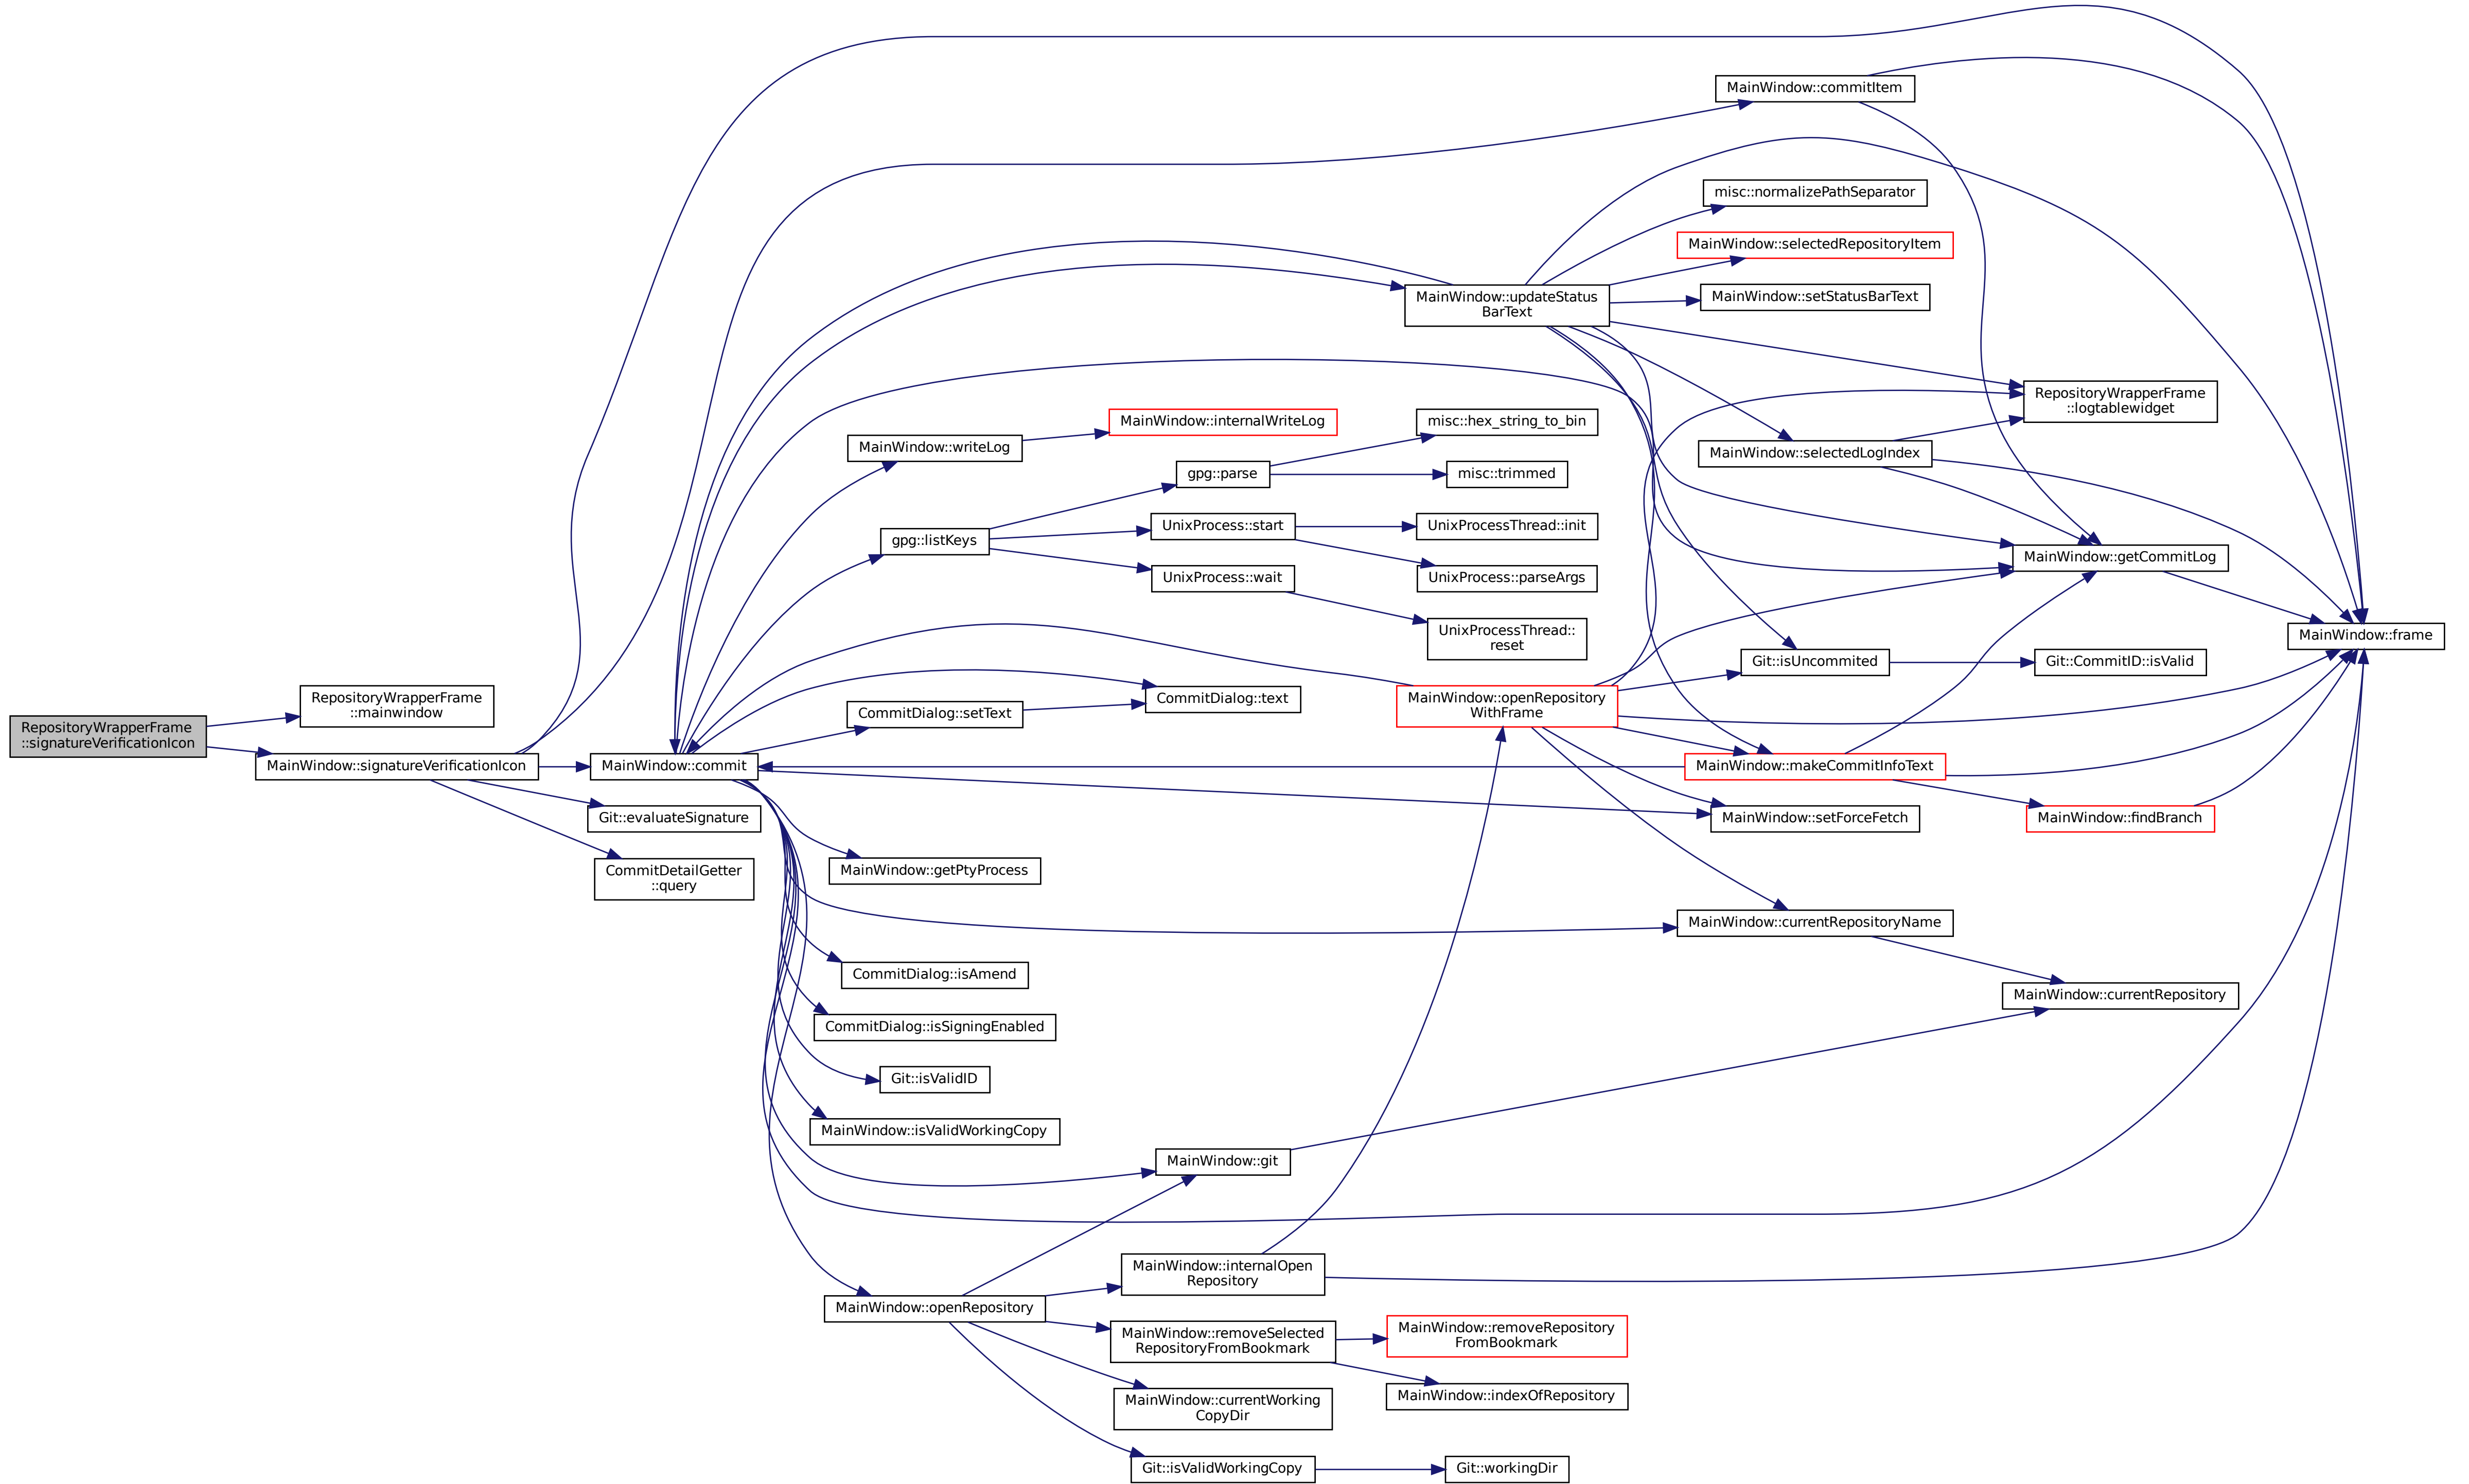 RepositoryWrapperFrame
::signatureVerificationIcon
RepositoryWrapperFrame
::mainwindow
MainWindow::signatureVerificationIcon
MainWindow::commit
Git::evaluateSignature
CommitDetailGetter
::query
MainWindow::writeLog
gpg::listKeys
CommitDialog::setText
MainWindow::getPtyProcess
CommitDialog::isAmend
CommitDialog::isSigningEnabled
Git::isValidID
MainWindow::isValidWorkingCopy
MainWindow::openRepository
MainWindow::internalWriteLog
gpg::parse
UnixProcess::start
UnixProcess::wait
CommitDialog::text
MainWindow::git
MainWindow::internalOpen
Repository
MainWindow::removeSelected
RepositoryFromBookmark
MainWindow::currentWorking
CopyDir
Git::isValidWorkingCopy
MainWindow::updateStatus
BarText
misc::hex_string_to_bin
misc::trimmed
UnixProcessThread::init
UnixProcess::parseArgs
UnixProcessThread::
reset
MainWindow::openRepository
WithFrame
MainWindow::removeRepository
FromBookmark
MainWindow::indexOfRepository
Git::workingDir
MainWindow::commitItem
misc::normalizePathSeparator
MainWindow::selectedRepositoryItem
MainWindow::setStatusBarText
MainWindow::selectedLogIndex
Git::isUncommited
MainWindow::makeCommitInfoText
MainWindow::setForceFetch
MainWindow::currentRepositoryName
RepositoryWrapperFrame
::logtablewidget
MainWindow::getCommitLog
Git::CommitID::isValid
MainWindow::findBranch
MainWindow::currentRepository
MainWindow::frame